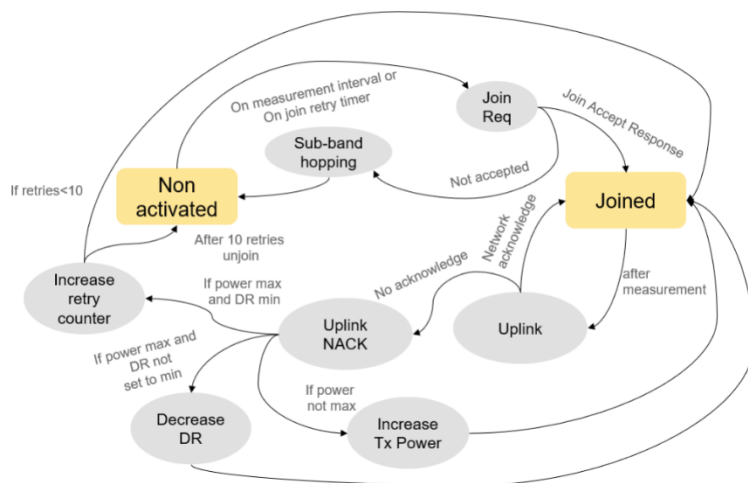 On measurement interval or
On join retry timer
Join
Req
Join Accept Response
Sub-band
hopping
Not accepted
If retries<10
Non
activated
Joined
After 10 retries
unjoin
Network
acknowledge
Increase
retry
counter
If power max
and DR min
No acknowledge
after
measurement
Uplink
NACK
Uplink
If power max and
DR not
set to min
If power
not max
Decrease
DR
Increase
Tx Power